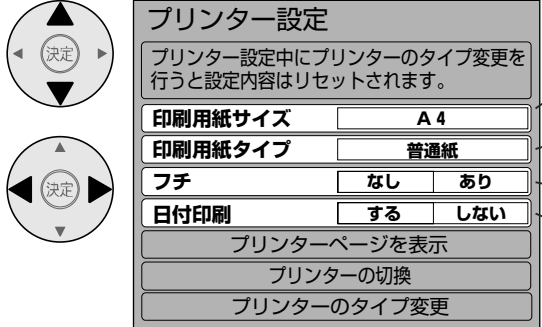 決定
決定
プリンター設定
プリンター設定中にプリンターのタイプ変更を
行うと設定内容はリセットされます。
印刷用紙サイズ A4
印刷用紙タイプ 普通紙
フチ なし あり
日付印刷 する しない
プリンターページを表示
プリンターの切換
プリンターのタイプ変更